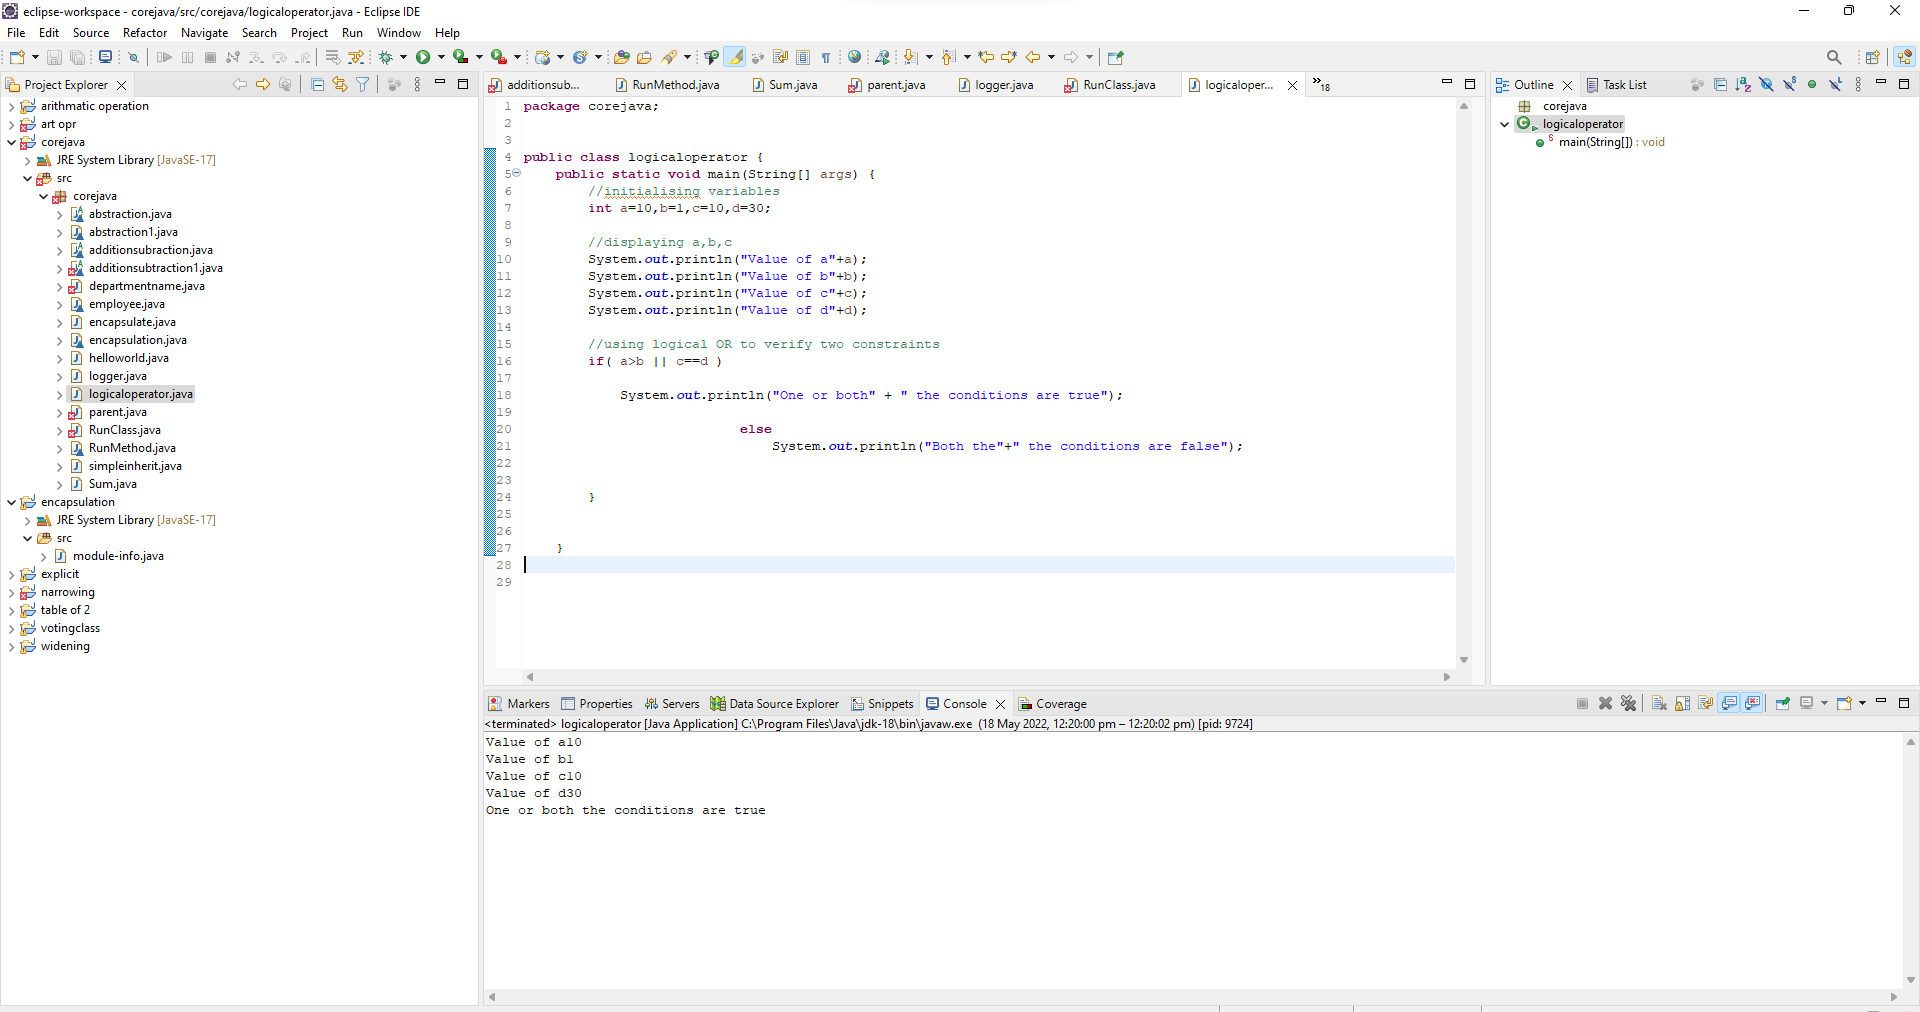 eclipse-workspace - corejava/src/corejava/logicaloperator.java - Eclipse IDE
File Edit Source Refactor Navigate Search Project Run Window Help
Project Explorer
arithmatic operation
art opr
corejava
JRE System Library [JavaSE-17]
src
corejava
abstraction.java
abstraction1.java
additionsubraction.java
additionsubtraction1.java
departmentname.java
employee.java
encapsulate.java
encapsulation.java
helloworld.java
logger.java
logicaloperator.java
parent.java
RunClass.java
RunMethod.java
simpleinherit.java
Sum.java
encapsulation
JRE System Library [JavaSE-17]
src
module-info.java
explicit
narrowing
table of 2
votingclass
widening
additionsub... RunMethod.java Sum.java parent.java logger.java RunClass.java logicaloper... »18
1 package corejava;
2
3
4 public class logicaloperator {
5 public static void main(String[] args) {
6 //initialising variables
7 int a=10,b=1,c=10,d=30;
8
9 //displaying a,b,c
10 System.out.println("Value of a"+a);
11 System.out.println("Value of b"+b);
12 System.out.println("Value of c"+c);
13 System.out.println("Value of d"+d);
14
15 //using logical OR to verify two constraints
16 if( a>b || c==d )
17
18 System.out.println("One or both" + " the conditions are true");
19
20 else
21 System.out.println("Both the"+" the conditions are false");
22
23
24 }
25
26
27 }
28
29
Outline Task List
corejava
logicaloperator
main(String[]) : void
Markers Properties Servers Data Source Explorer Snippets Console Coverage
<terminated> logicaloperator [Java Application] C:\Program Files\Java\jdk-18\bin\javaw.exe (18 May 2022, 12:20:00 pm – 12:20:02 pm) [pid: 9724]
Value of a10
Value of b1
Value of c10
Value of d30
One or both the conditions are true